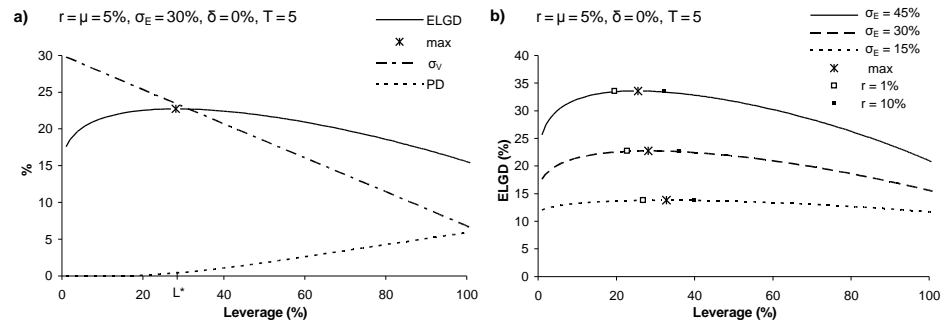 a) r = μ = 5%, σE = 30%, δ = 0%, T = 5
ELGD
max
σV
PD
30
25
20
15
10
5
0
%
0 20 40 60 80 100
L*
Leverage (%)
b) r = μ = 5%, δ = 0%, T = 5
σE = 45%
σE = 30%
σE = 15%
max
r = 1%
r = 10%
40
35
30
25
20
15
10
5
0
ELGD (%)
0 20 40 60 80 100
Leverage (%)